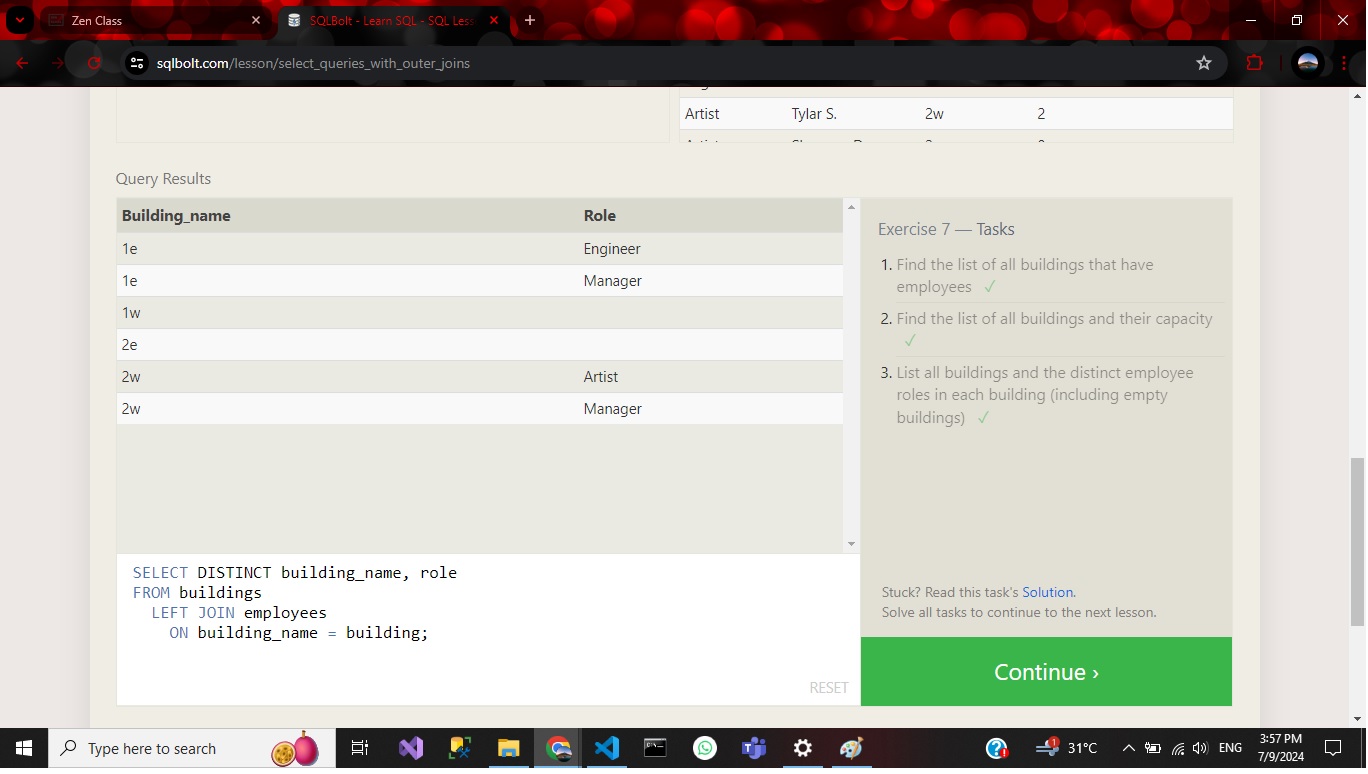 Zen Class
SQLBolt - Learn SQL - SQL Less
sqlbolt.com/lesson/select_queries_with_outer_joins
Artist Tylar S. 2w 2
Query Results
Building_name Role
1e Engineer
1e Manager
1w
2e
2w Artist
2w Manager
Exercise 7 — Tasks
1. Find the list of all buildings that have
employees ✓
2. Find the list of all buildings and their capacity
✓
3. List all buildings and the distinct employee
roles in each building (including empty
buildings) ✓
SELECT DISTINCT building_name, role
FROM buildings
LEFT JOIN employees
ON building_name = building;
RESET
Stuck? Read this task's Solution.
Solve all tasks to continue to the next lesson.
Continue ›
Type here to search
1
31°C
ENG
3:57 PM
7/9/2024